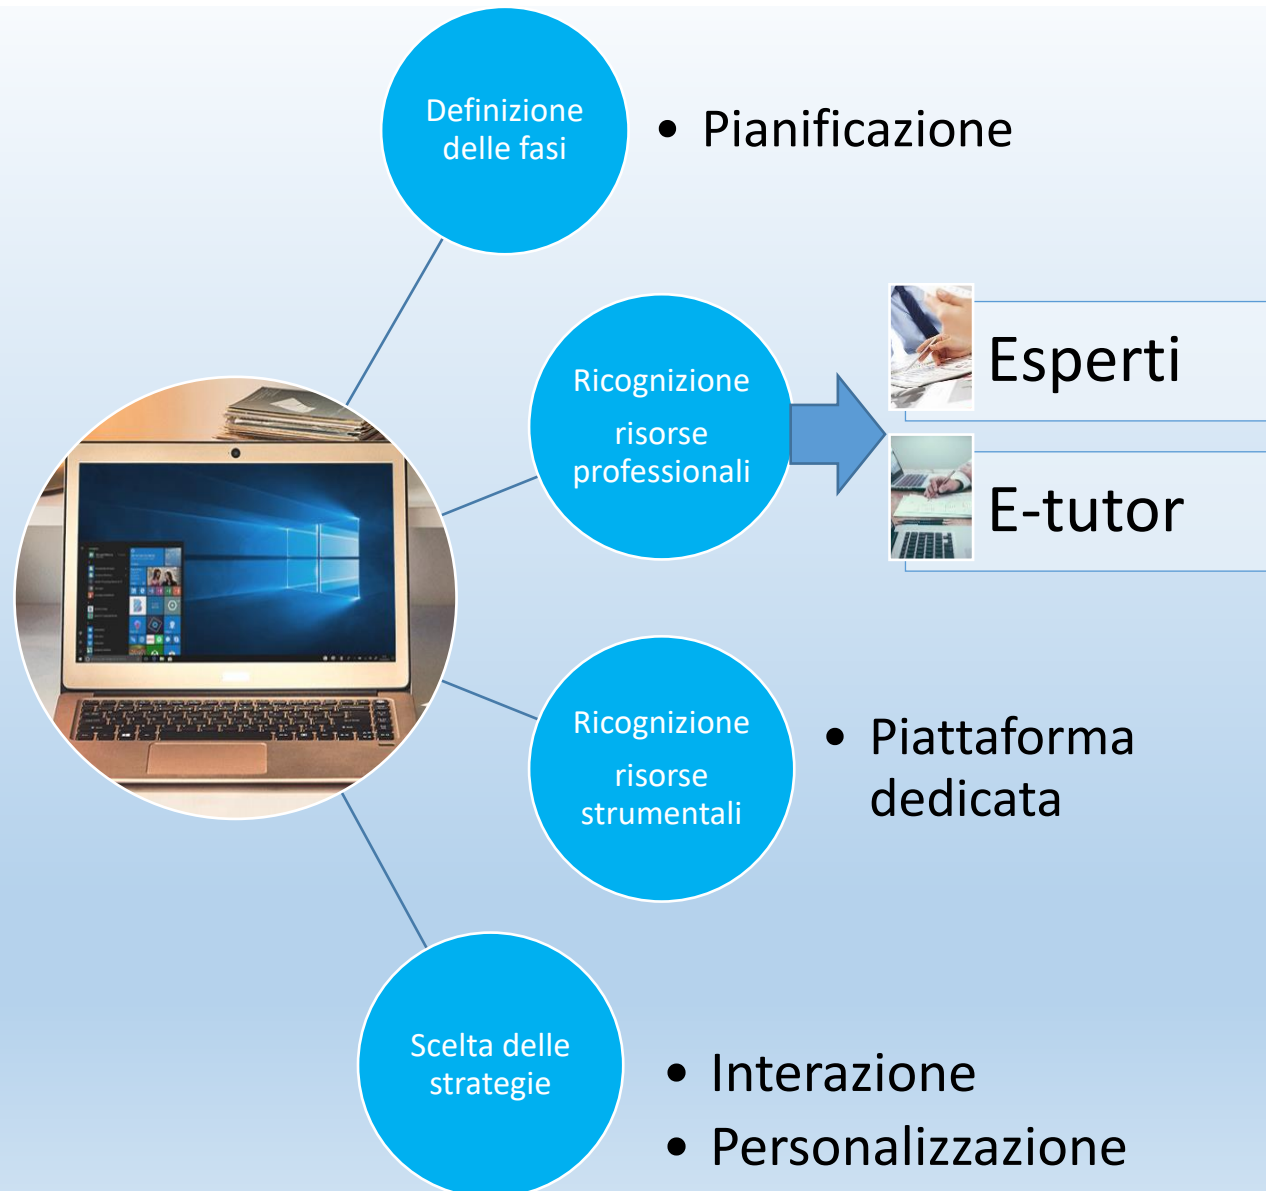 Definizione
delle fasi
• Pianificazione
Ricognizione
risorse
professionali
Esperti
E-tutor
Ricognizione
risorse
strumentali
• Piattaforma
dedicata
Scelta delle
strategie
• Interazione
• Personalizzazione